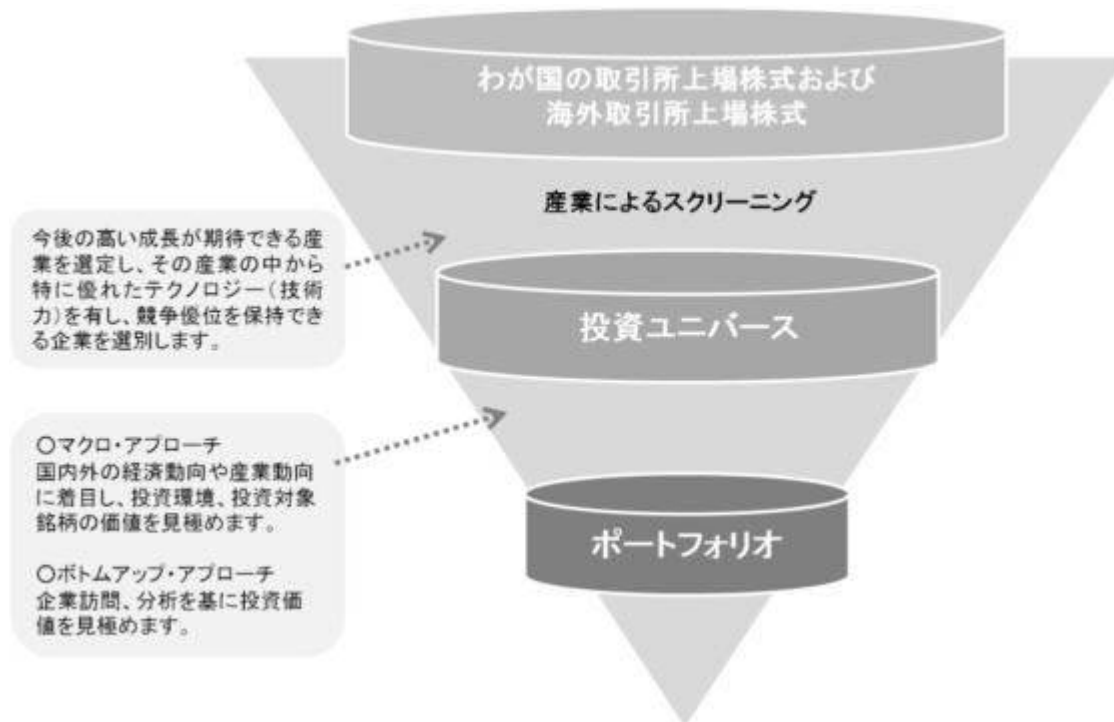 わが国の取引所上場株式および
海外取引所上場株式
産業によるスクリーニング
今後の高い成長が期待できる産
業を選定し、その産業の中から
特に優れたテクノロジー（技術
力）を有し、競争優位を保持でき
る企業を選別します。
投資ユニバース
○マクロ・アプローチ
国内外の経済動向や産業動向
に着目し、投資環境、投資対象
銘柄の価値を見極めます。
○ボトムアップ・アプローチ
企業訪問、分析を基に投資価
値を見極めます。
ポートフォリオ